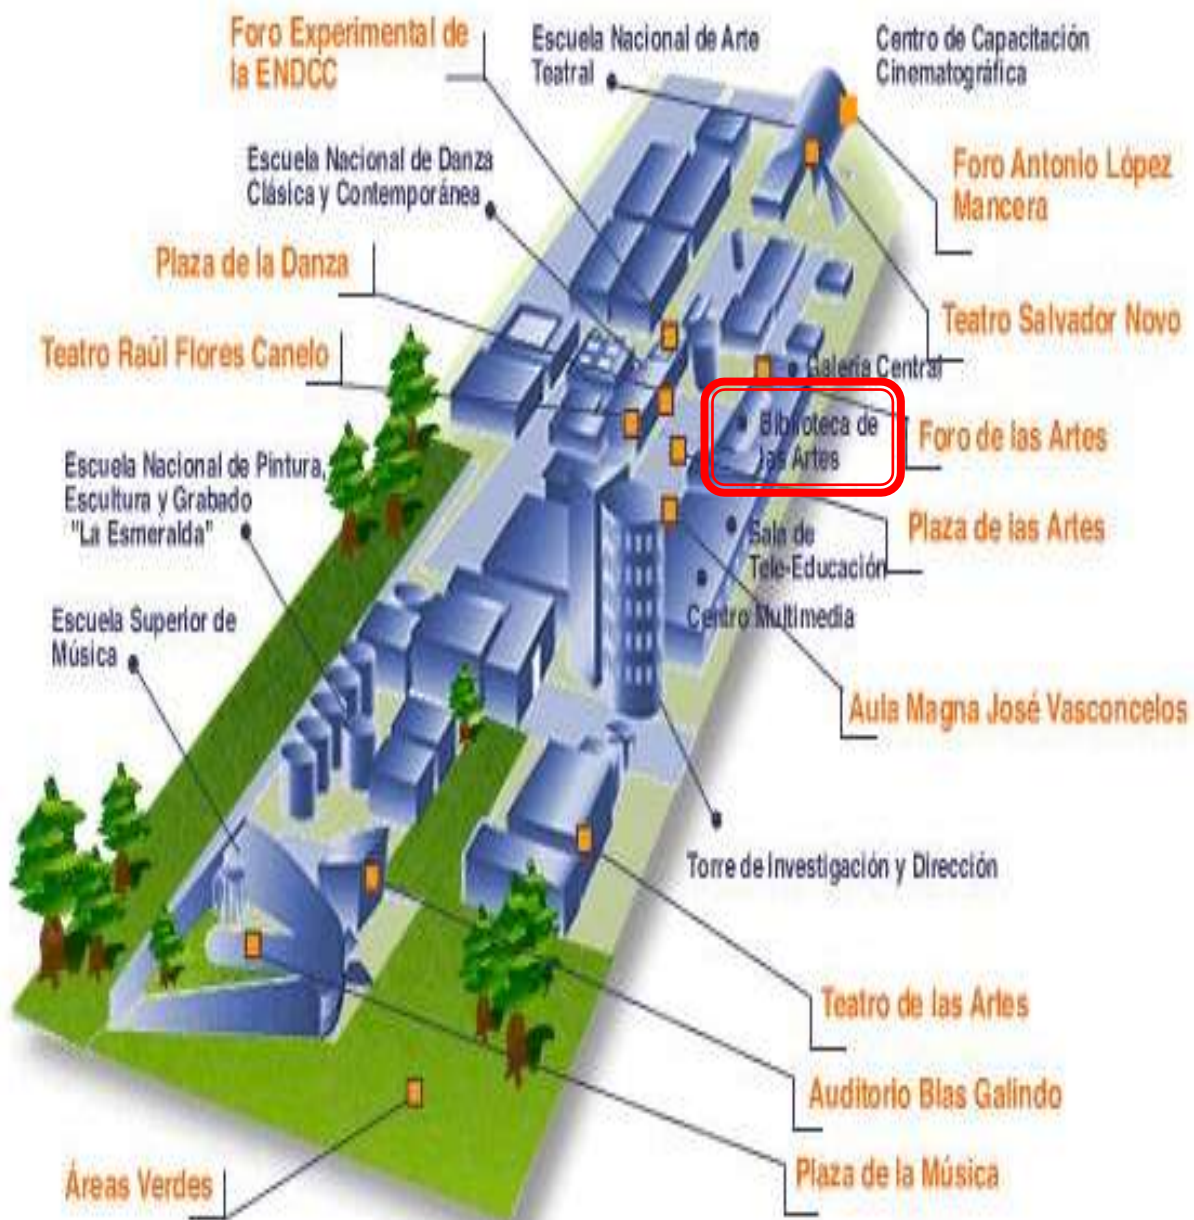 Foro Experimental de
la ENDCC
Escuela Nacional de Arte
Teatral
Centro de Capacitación
Cinematográfica
Escuela Nacional de Danza
Clásica y Contemporánea
Foro Antonio López
Mancera
Plaza de la Danza
Teatro Salvador Novo
Teatro Raúl Flores Canelo
Galería Central
Biblioteca de
las Artes
Foro de las Artes
Escuela Nacional de Pintura,
Escultura y Grabado
"La Esmeralda"
Plaza de las Artes
Sala de
Tele-Educación
Centro Multimedia
Escuela Superior de
Música
Aula Magna José Vasconcelos
Torre de Investigación y Dirección
Teatro de las Artes
Auditorio Blas Galindo
Plaza de la Música
Áreas Verdes